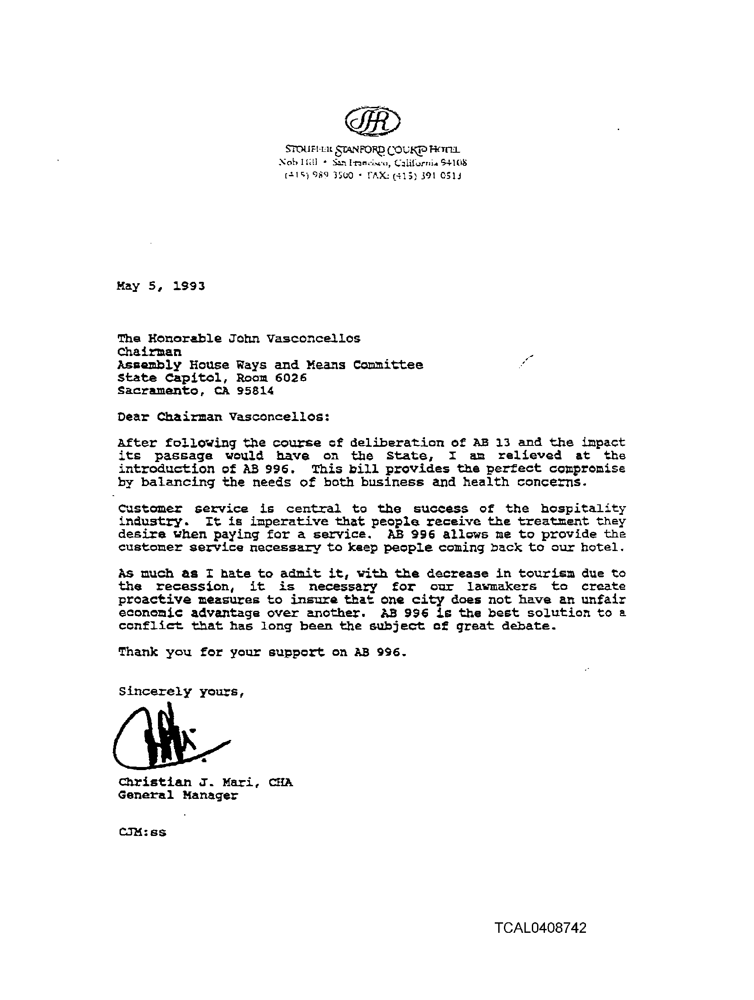 STOUFFER STANFORD COURT HOTEL
Nob Hill • San Francisco, California 94108
(415) 989 3500 • FAX: (415) 391 0513
May 5, 1993
The Honorable John Vasconcellos
Chairman
Assembly House Ways and Means Committee
State Capitol, Room 6026
Sacramento, CA 95814
Dear Chairman Vasconcellos:
After following the course of deliberation of AB 13 and the impact
its passage would have on the State, I am relieved at the
introduction of AB 996. This bill provides the perfect compromise
by balancing the needs of both business and health concerns.
Customer service is central to the success of the hospitality
industry. It is imperative that people receive the treatment they
desire when paying for a service. AB 996 allows me to provide the
customer service necessary to keep people coming back to our hotel.
As much as I hate to admit it, with the decrease in tourism due to
the recession, it is necessary for our lawmakers to create
proactive measures to insure that one city does not have an unfair
economic advantage over another. AB 996 is the best solution to a
conflict that has long been the subject of great debate.
Thank you for your support on AB 996.
Sincerely yours,
Christian J. Mari, CHA
General Manager
CJM:ss
TCAL0408742